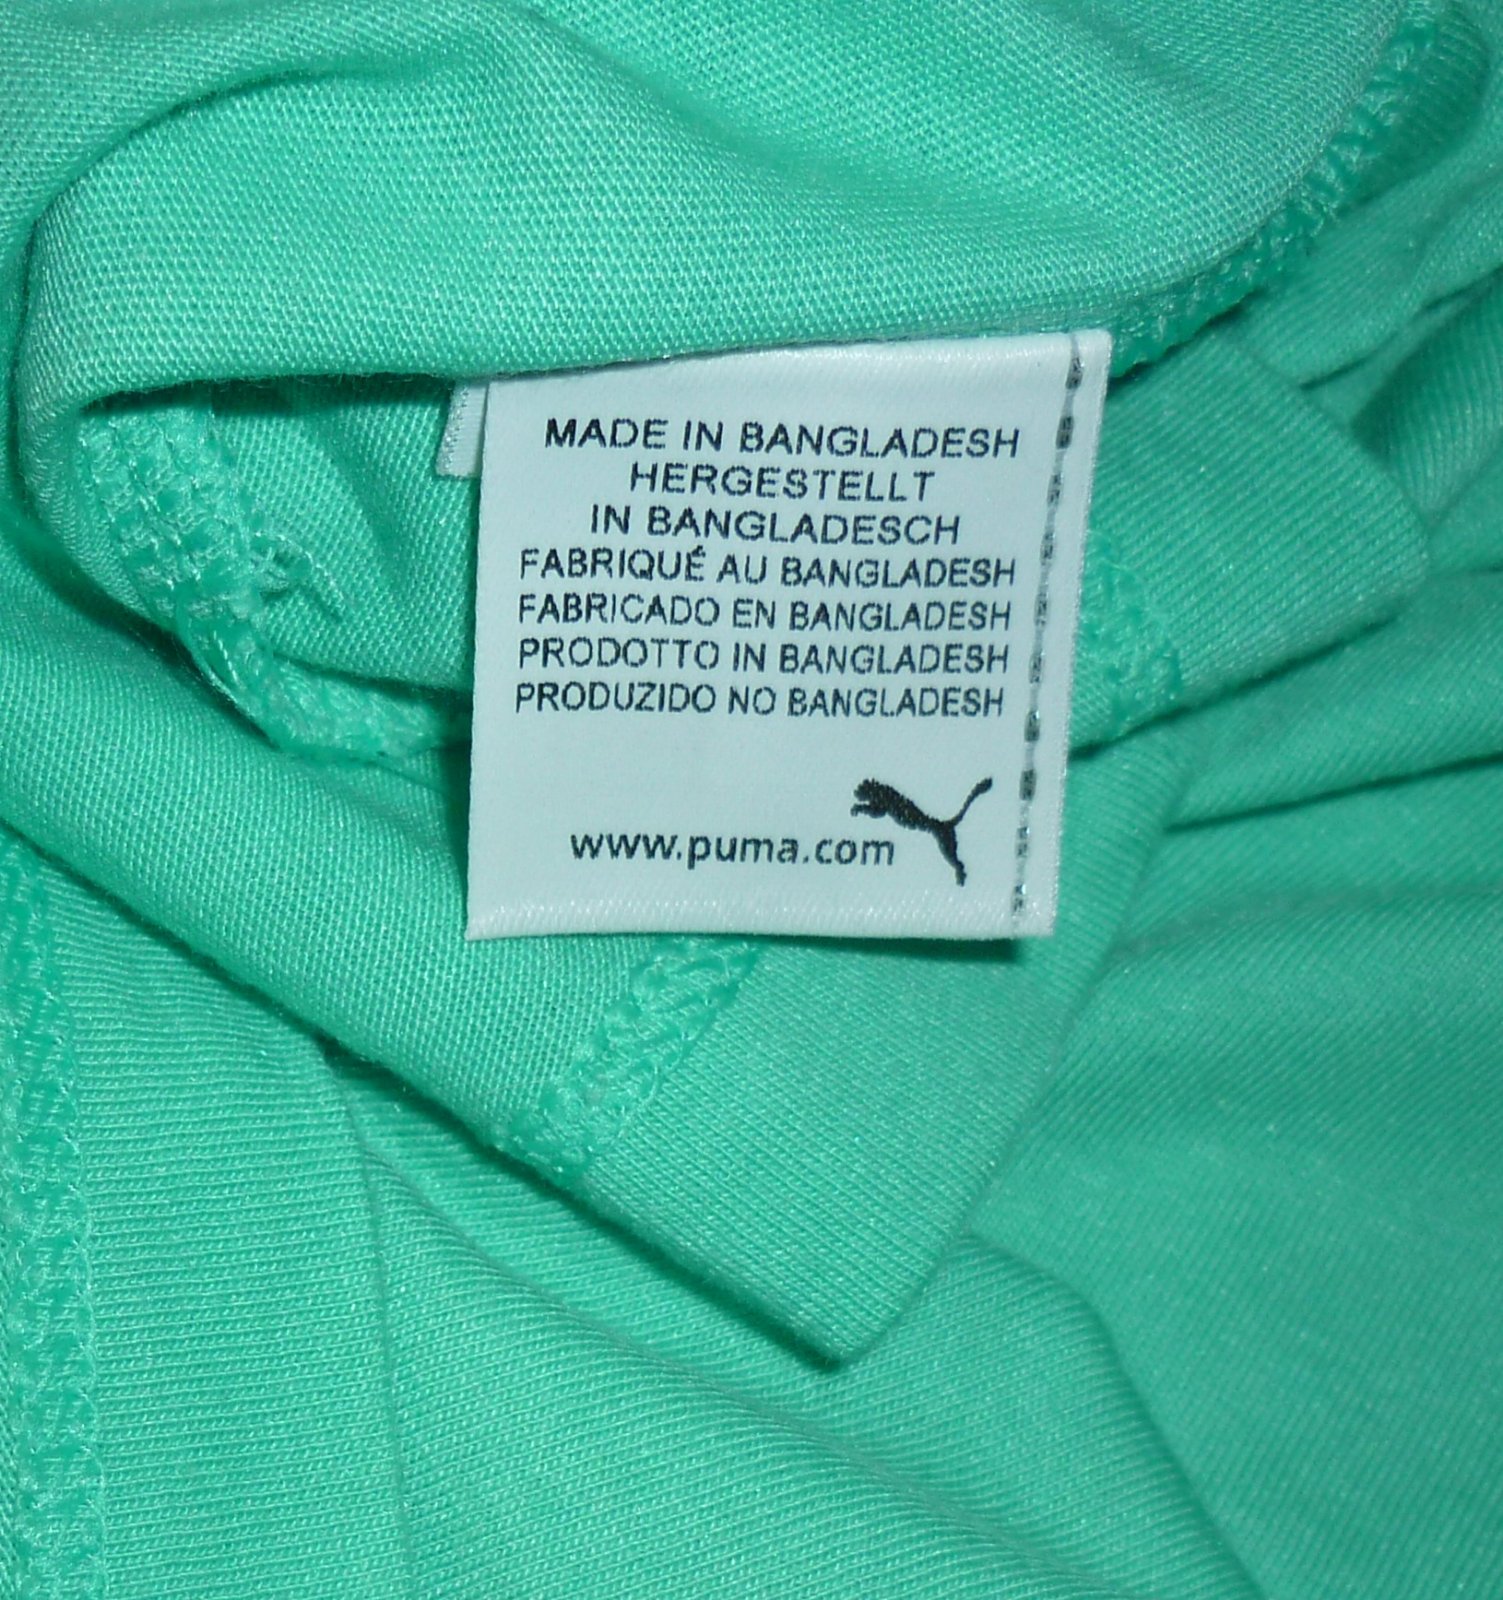 MADE IN BANGLADESH
HERGESTELLT
IN BANGLADESCH
FABRIQUÉ AU BANGLADESH
FABRICADO EN BANGLADESH
PRODOTTO IN BANGLADESH
PRODUZIDO NO BANGLADESH
www.puma.com